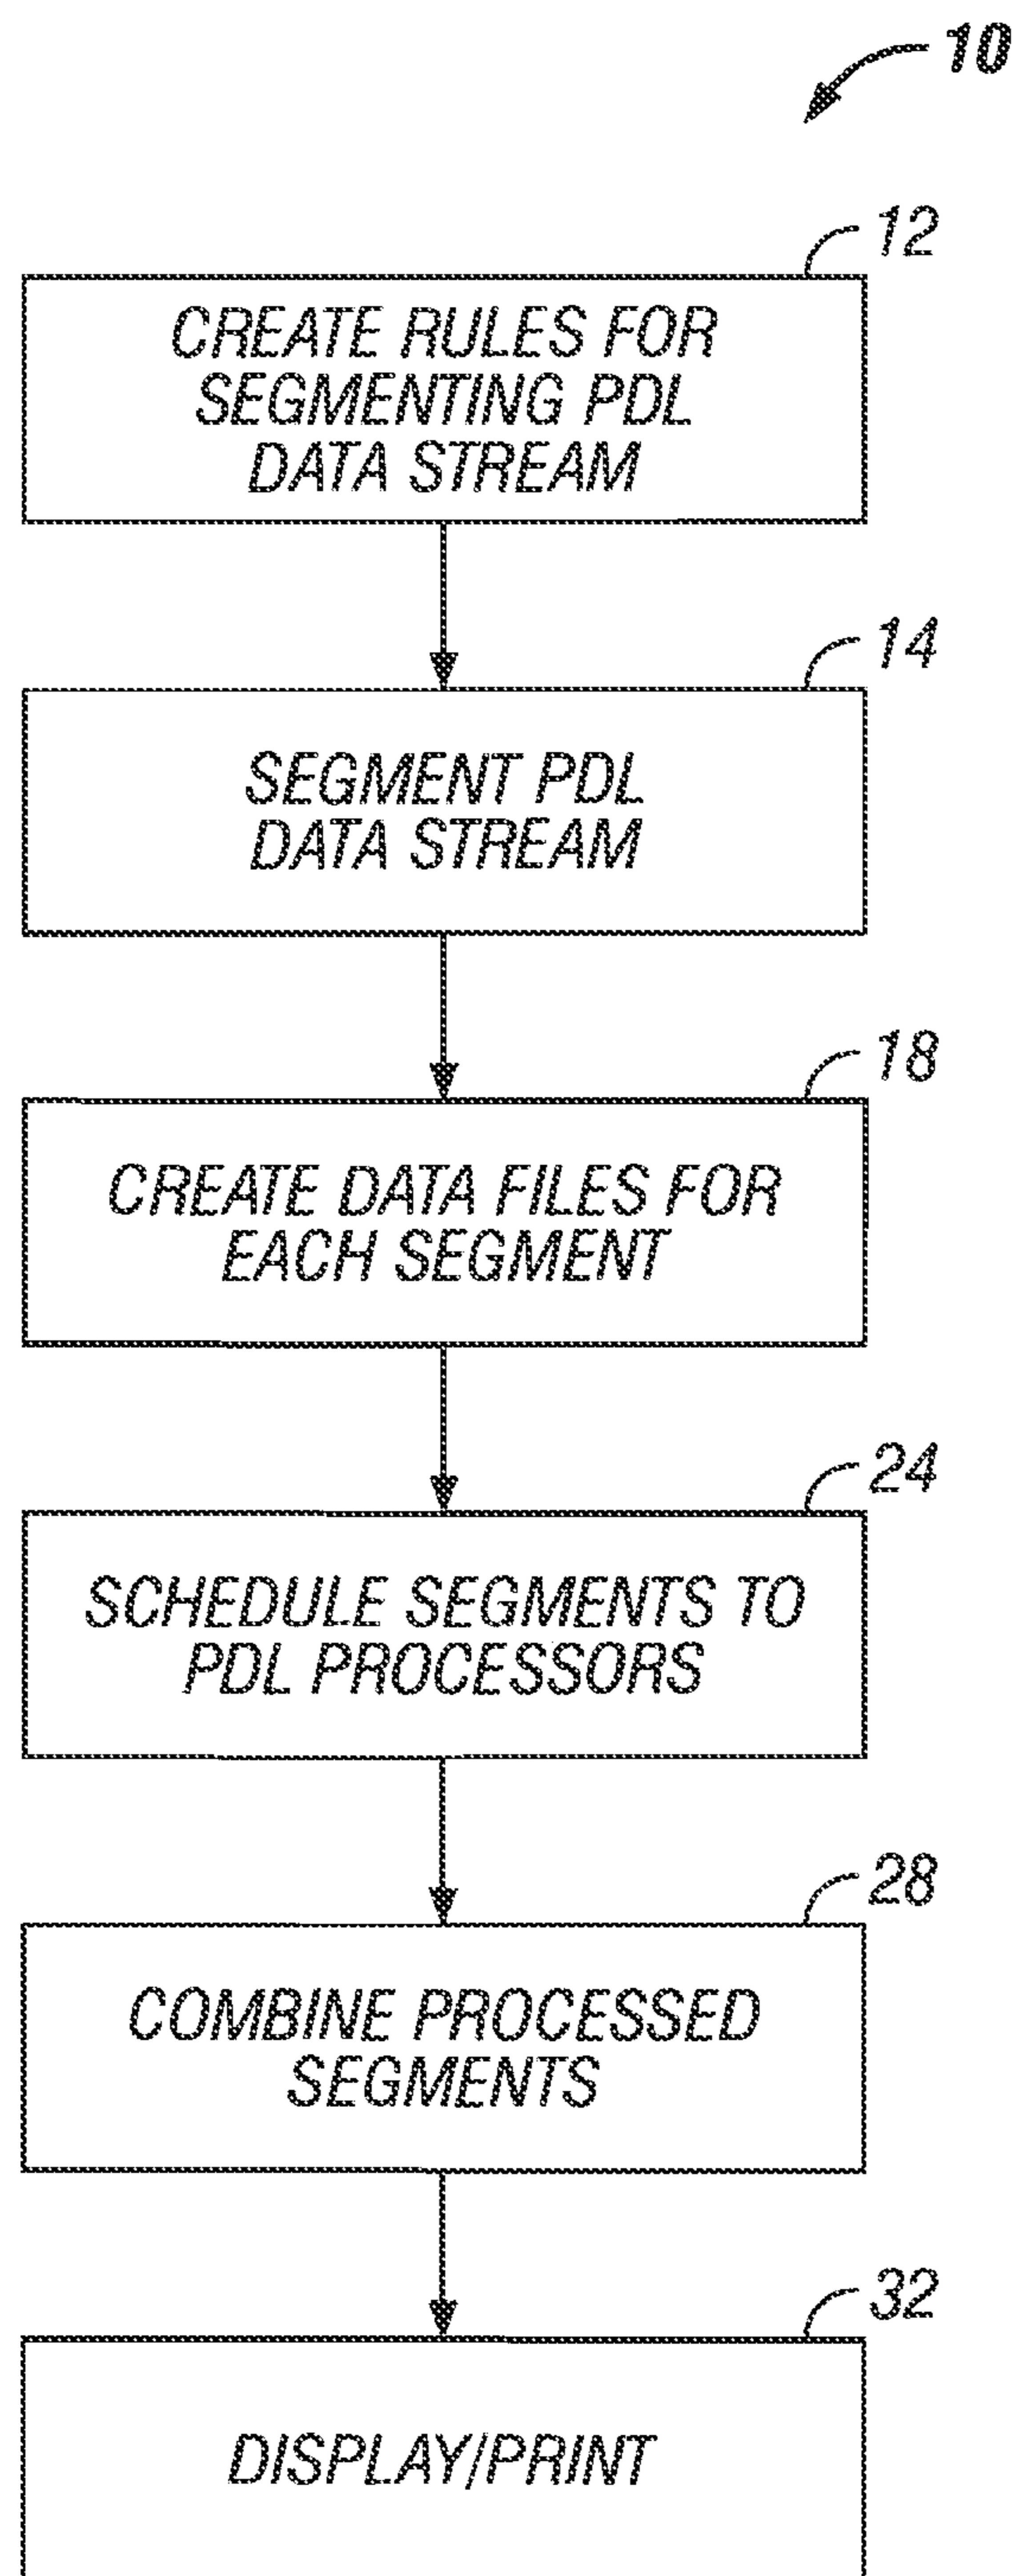 10
12
CREATE RULES FOR
SEGMENTING PDL
DATA STREAM
14
SEGMENT PDL
DATA STREAM
18
CREATE DATA FILES FOR
EACH SEGMENT
24
SCHEDULE SEGMENTS TO
PDL PROCESSORS
28
COMBINE PROCESSED
SEGMENTS
32
DISPLAY/PRINT